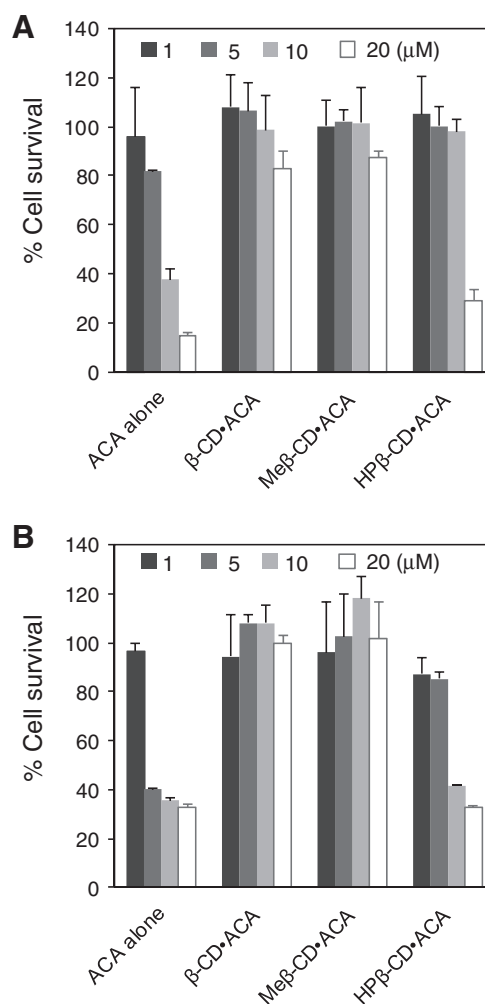 A
140
120
100
80
60
40
20
0
% Cell survival
1 5 10 20 (μM)
ACA alone
β-CD•ACA
Meβ-CD•ACA
HPβ-CD•ACA
B
140
120
100
80
60
40
20
0
% Cell survival
1 5 10 20 (μM)
ACA alone
β-CD•ACA
Meβ-CD•ACA
HPβ-CD•ACA